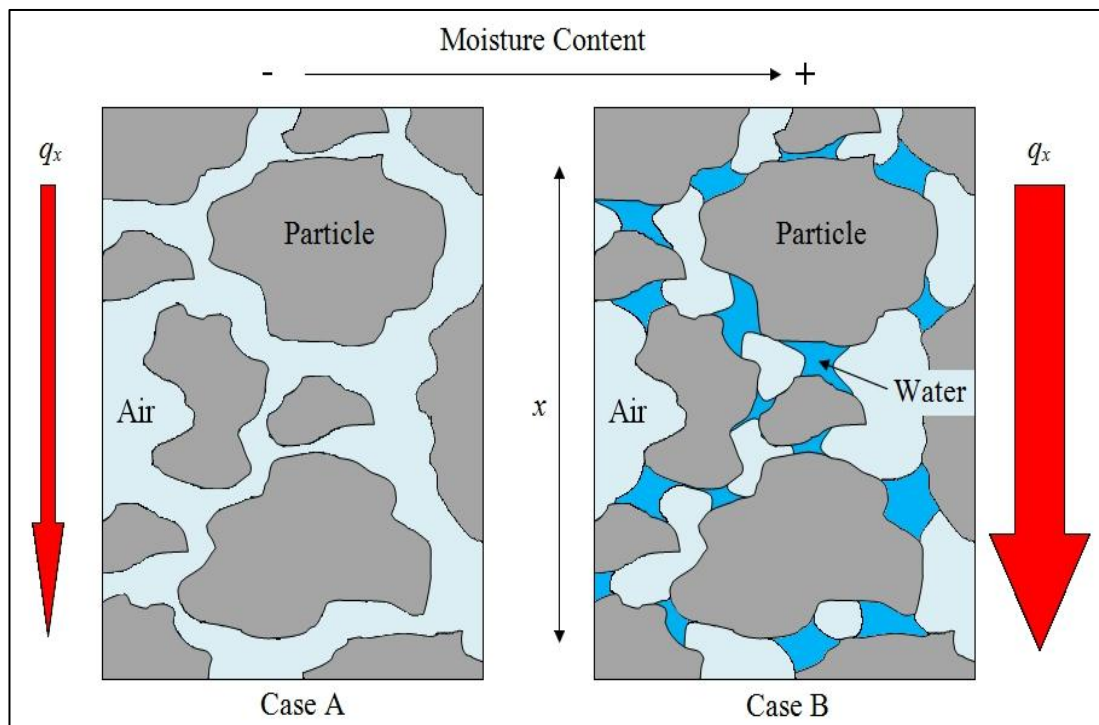 Moisture Content
- +
qx qx
Particle Particle
Air x Air Water
Case A Case B